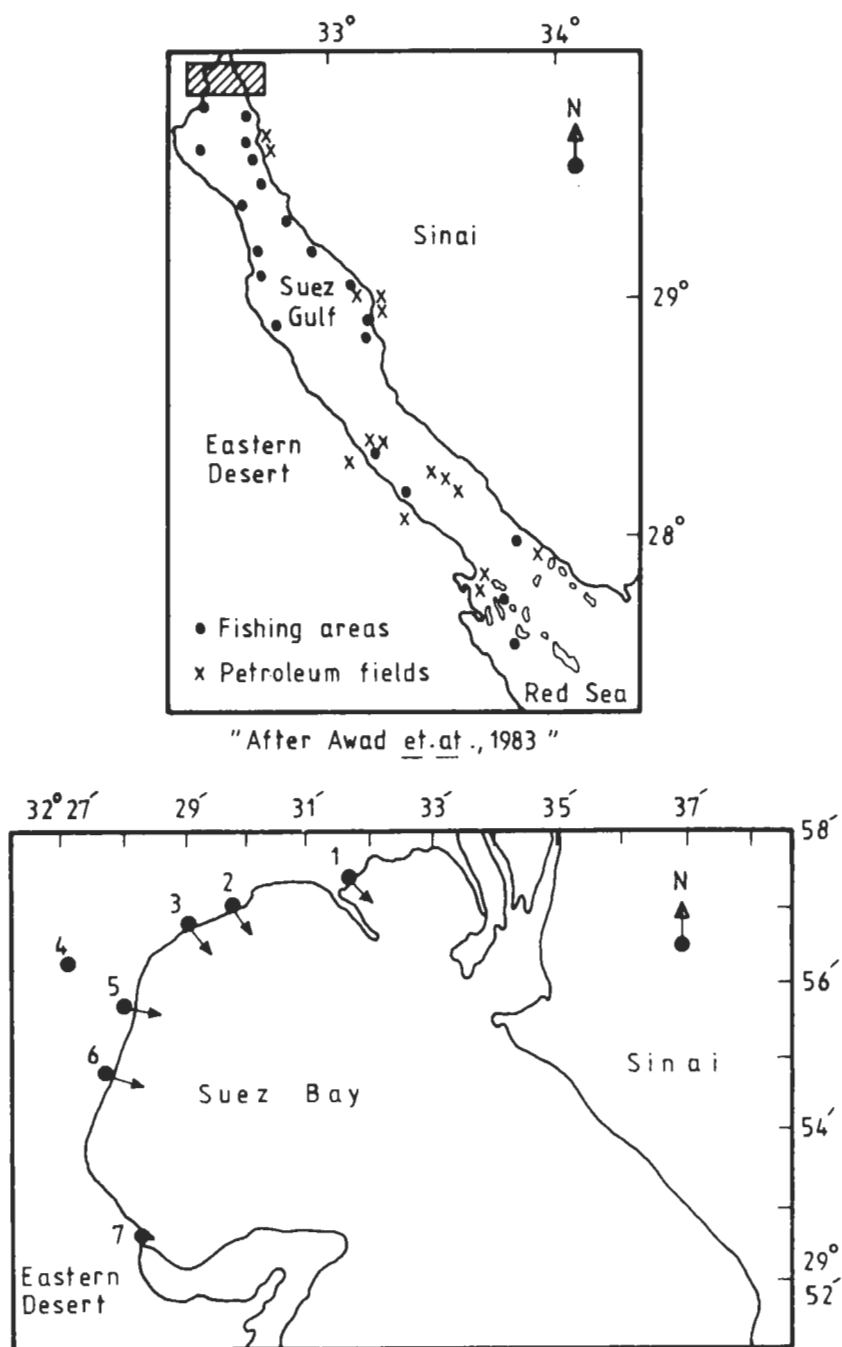 33° 34°
N
Sinai
Suez
Gulf
29°
Eastern
Desert
28°
• Fishing areas
x Petroleum fields
Red Sea
"After Awad et.at.,1983"
32°27′ 29′ 31′ 33′ 35′ 37′
58′
1
2
3
N
4
56′
5
6
Sinai
Suez Bay
54′
7
29°
Eastern
Desert
52′